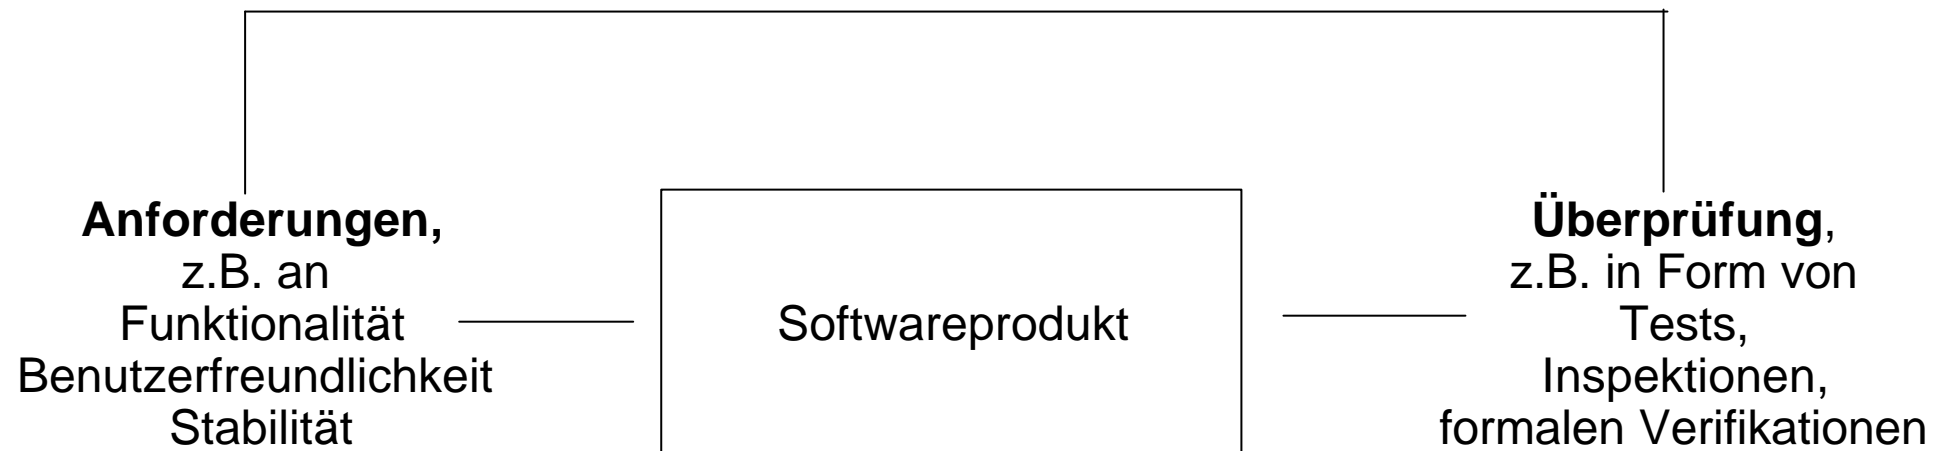 Anforderungen,
z.B. an
Funktionalität
Benutzerfreundlichkeit
Stabilität
Softwareprodukt
Überprüfung,
z.B. in Form von
Tests,
Inspektionen,
formalen Verifikationen